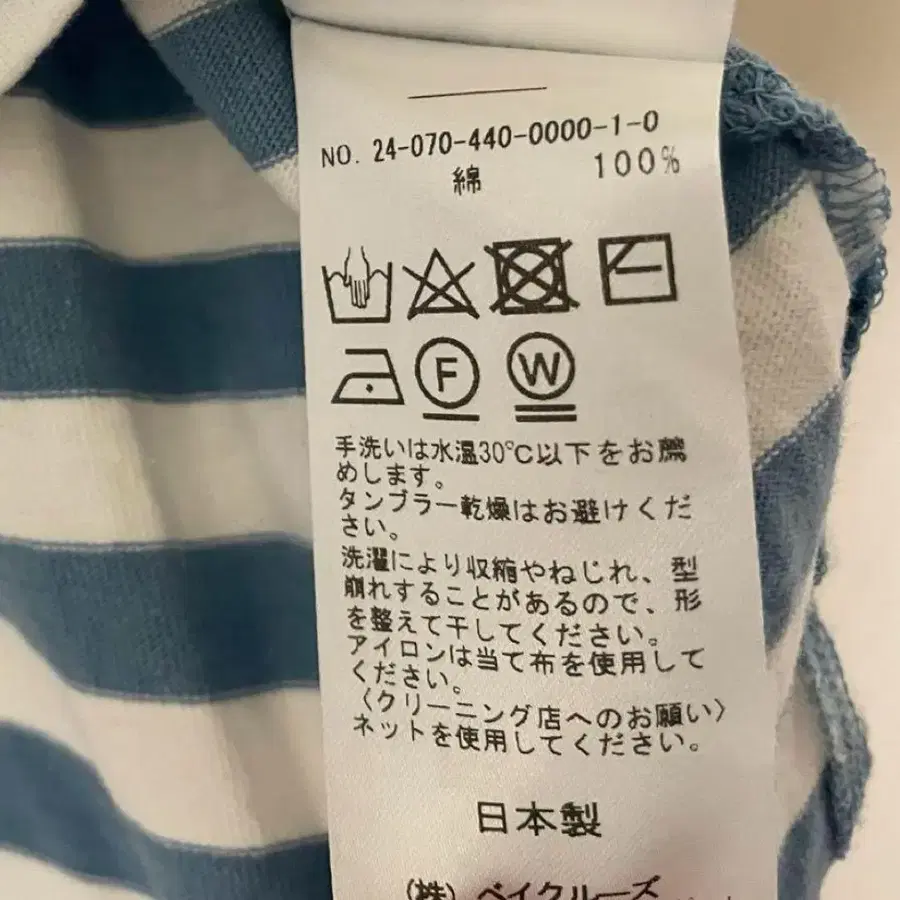 NO. 24-070-440-0000-1-0
綿 100%
F W
手洗いは水温30℃以下をお薦
めします。
タンブラー乾燥はお避けくだ
さい。
洗濯により収縮やねじれ、型
崩れすることがあるので、形
を整えて干してください。
アイロンは当て布を使用して
ください。
〈クリーニング店へのお願い〉
ネットを使用してください。
日本製
(株) ベイクルーズ